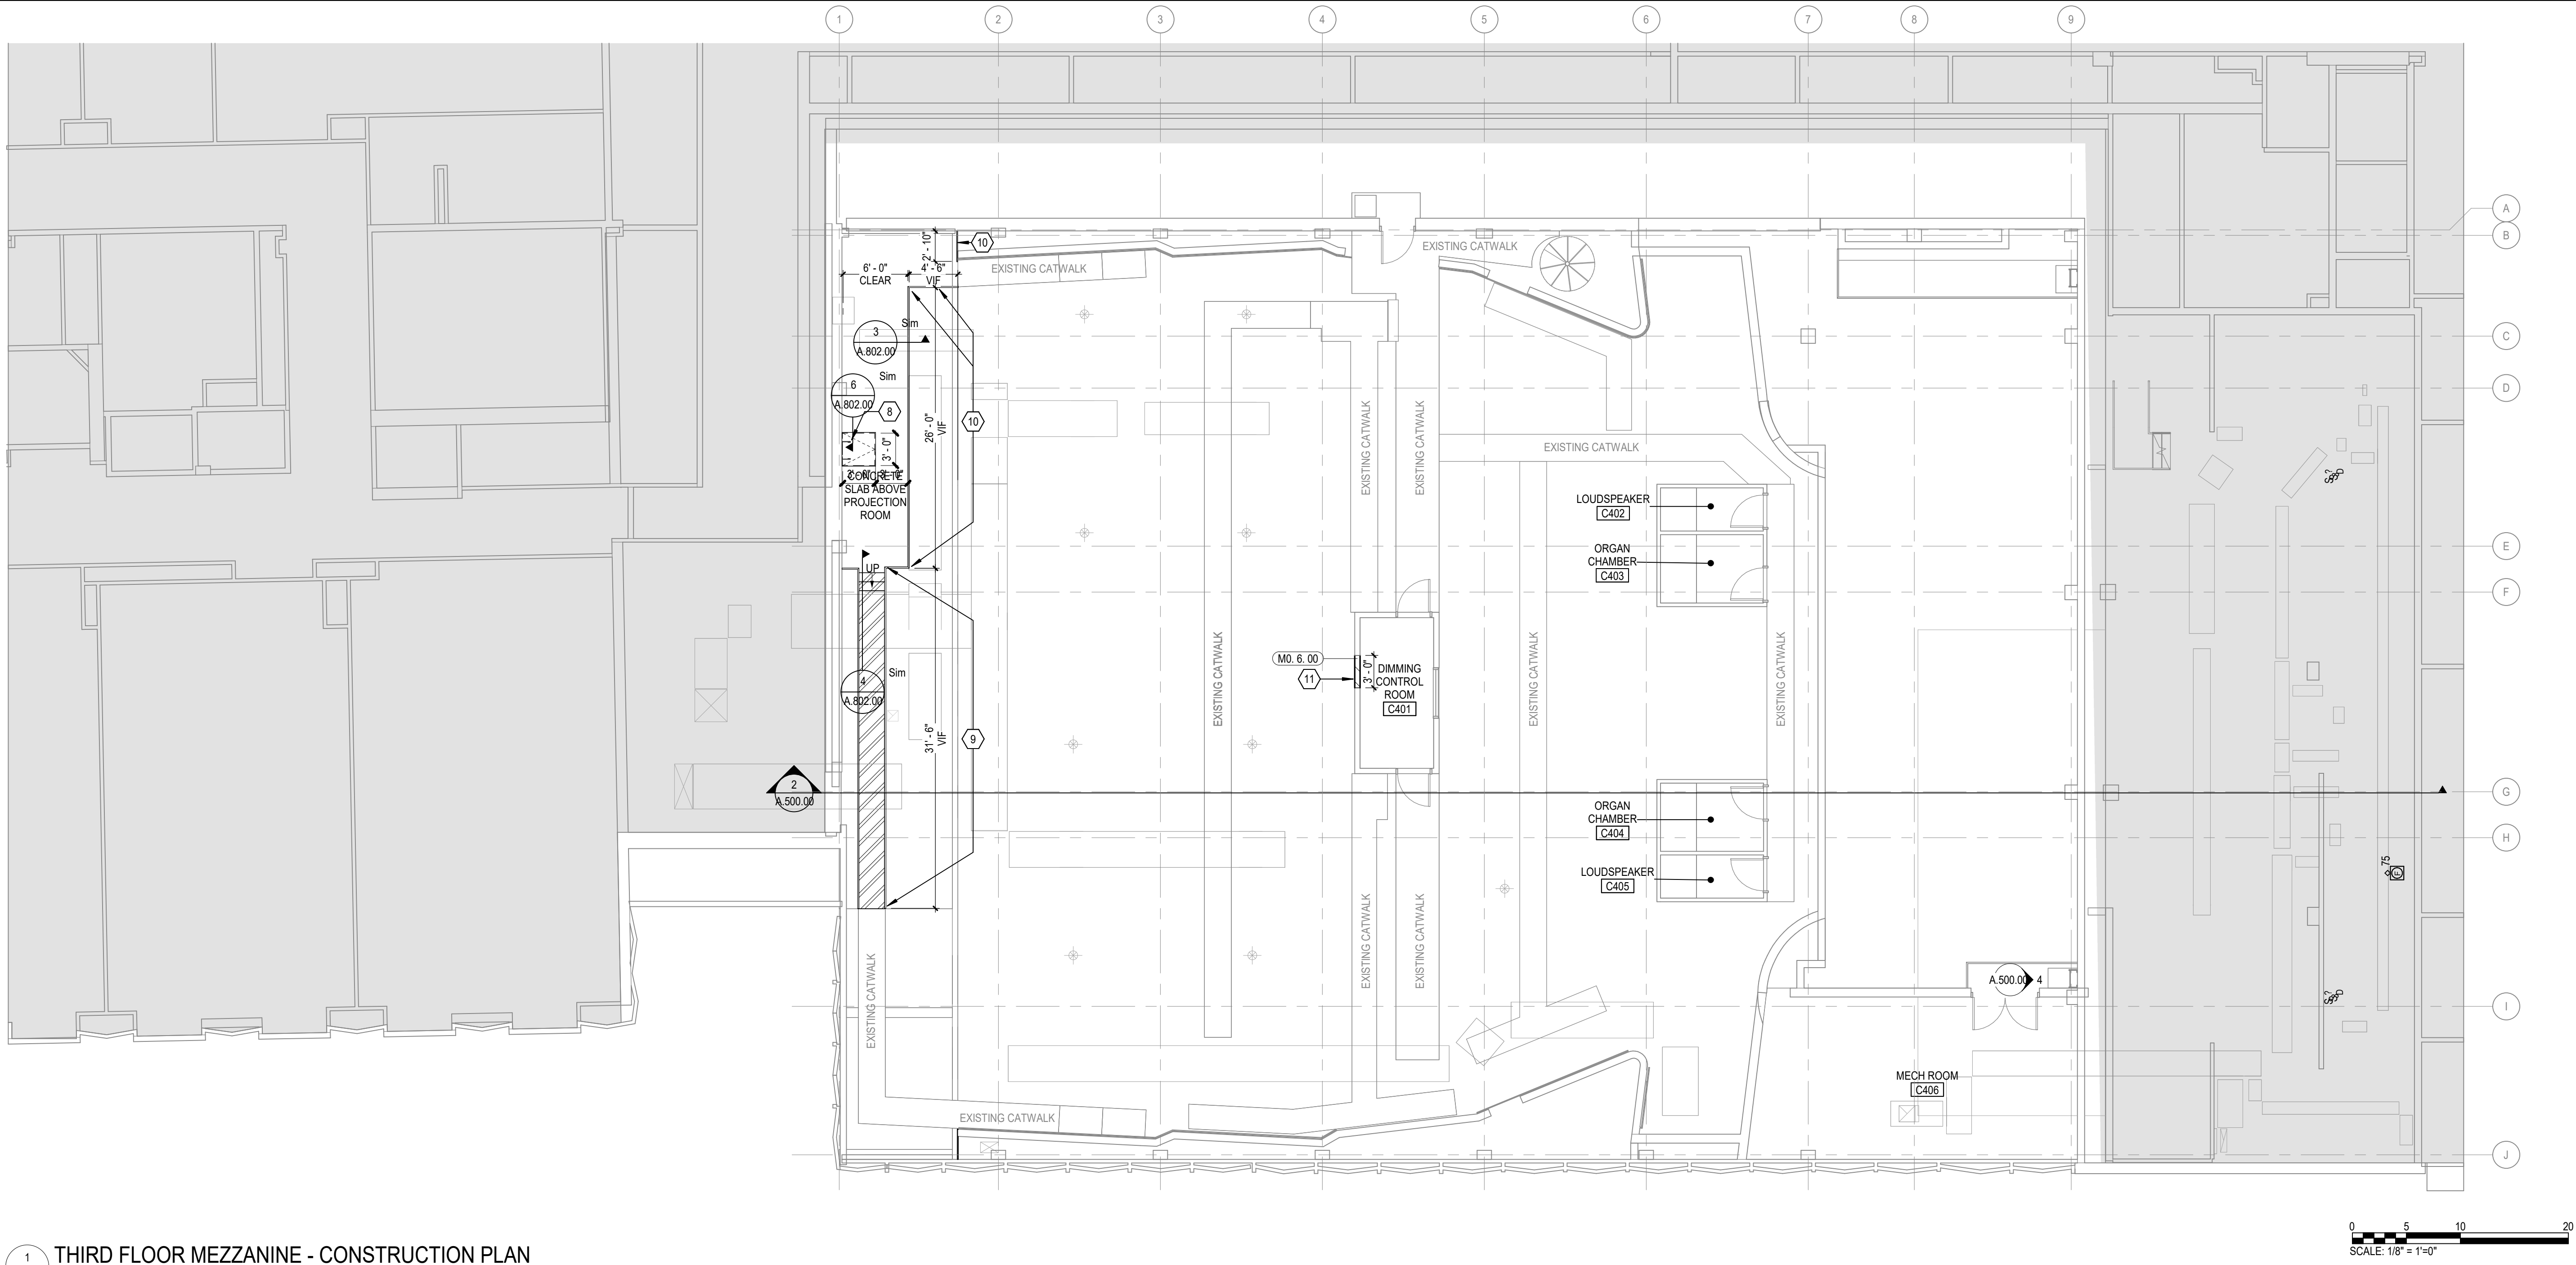 1 2 3 4 5 6 7 8 9
A
B
C
D
E
F
G
H
I
J
2' - 10"
10
EXISTING CATWALK
EXISTING CATWALK
6' - 0"
CLEAR
4' - 6"
VIF
3
A.802.00
Sim
6
A.802.00
Sim
8
3' - 0"
26' - 0"
VIF
10
CONCRETE
SLAB ABOVE
PROJECTION
ROOM
UP
4
A.802.00
Sim
31' - 6"
VIF
9
2
A.500.00
EXISTING CATWALK
EXISTING CATWALK
EXISTING CATWALK
EXISTING CATWALK
EXISTING CATWALK
EXISTING CATWALK
EXISTING CATWALK
EXISTING CATWALK
EXISTING CATWALK
EXISTING CATWALK
EXISTING CATWALK
M0. 6. 00
11
3' - 0"
DIMMING
CONTROL
ROOM
C401
LOUDSPEAKER
C402
ORGAN
CHAMBER
C403
ORGAN
CHAMBER
C404
LOUDSPEAKER
C405
A.500.00 4
MECH ROOM
C406
75
F
0 5 10 20
SCALE: 1/8" = 1'=0"
1 THIRD FLOOR MEZZANINE - CONSTRUCTION PLAN